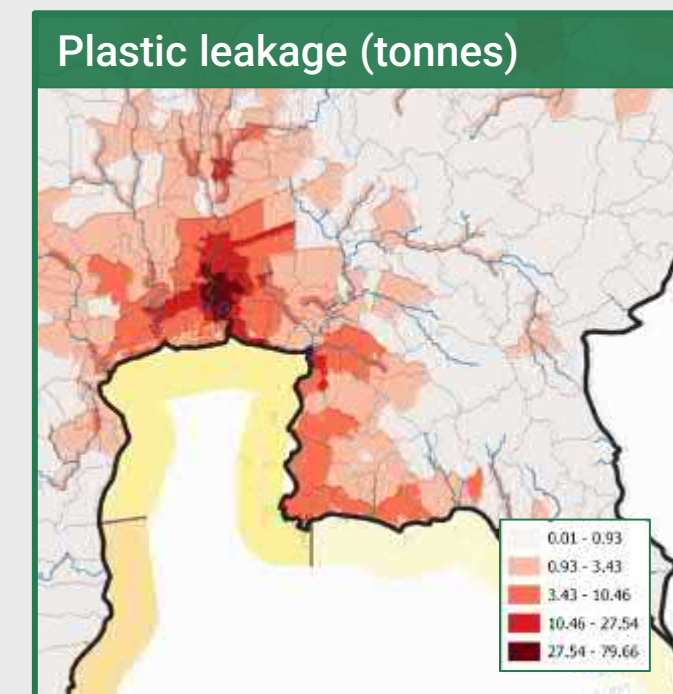 Plastic leakage (tonnes)
0.01 - 0.93
0.93 - 3.43
3.43 - 10.46
10.46 - 27.54
27.54 - 79.66